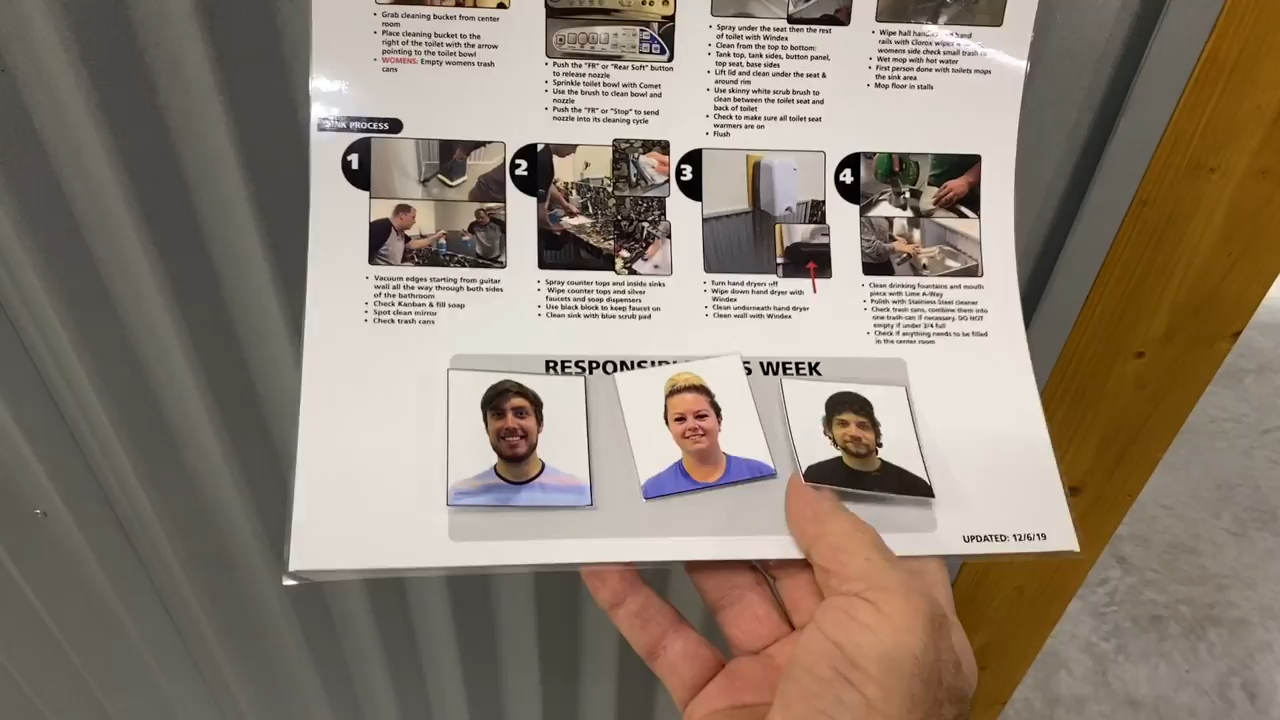 Grab cleaning bucket from center
room
Place cleaning bucket to the
right of the toilet with the arrow
pointing to the toilet bowl
WOMENS: Empty womens trash
cans
Push the "FR" or "Rear Soft" button
to release nozzle
Sprinkle toilet bowl with Comet
Use the brush to clean bowl and
nozzle
Push the "FR" or "Stop" to send
nozzle into its cleaning cycle
Spray under the seat then the rest
of toilet with Windex
Clean from the top to bottom:
Tank top, tank sides, button panel,
top seat, base sides
Lift lid and clean under the seat &
around rim
Use skinny white scrub brush to
clean between the toilet seat and
back of toilet
Check to make sure all toilet seat
warmers are on
Flush
Wipe hall hand
rails with Clorox wipes
womens side check small trash
Wet mop with hot water
First person done with toilets mops
the sink area
Mop floor in stalls
SINK PROCESS
1
Vacuum edges starting from guitar
wall all the way through both sides
of the bathroom
Check Kanban & fill soap
Spot clean mirror
Check trash cans
2
Spray counter tops and inside sinks
Wipe counter tops and silver
faucets and soap dispensers
Use black block to keep faucet on
Clean sink with blue scrub pad
3
Turn hand dryers off
Wipe down hand dryer with
Windex
Clean underneath hand dryer
Clean wall with Windex
4
Clean drinking fountains and mouth
piece with Lime A-Way
Polish with Stainless Steel cleaner
Check trash cans, combine them into
one trash can if necessary. DO NOT
empty if under 3/4 full
Check if anything needs to be filled
in the center room
WEEK
UPDATED: 12/6/19